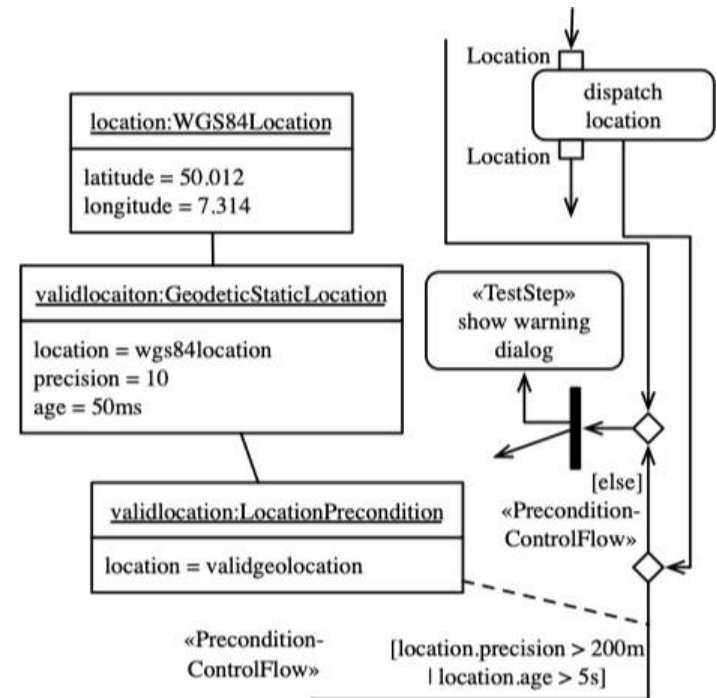 Location
dispatch
location
Location
location:WGS84Location
latitude = 50.012
longitude = 7.314
validlocaiton:GeodeticStaticLocation
location = wgs84location
precision = 10
age = 50ms
«TestStep»
show warning
dialog
[else]
«Precondition-
ControlFlow»
validlocation:LocationPrecondition
location = validgeolocation
«Precondition-
ControlFlow»
[location.precision > 200m
| location.age > 5s]